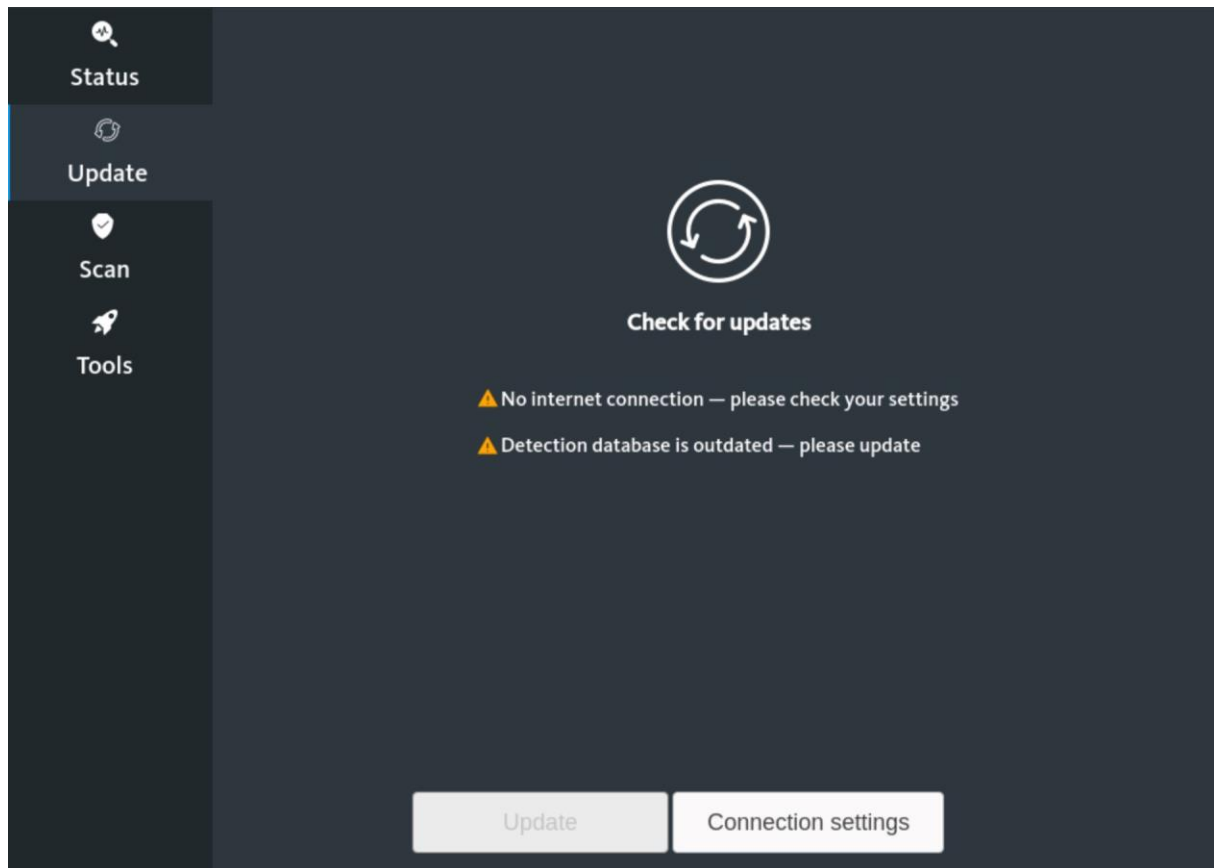 Status
Update
Scan
Tools
Check for updates
No internet connection — please check your settings
Detection database is outdated — please update
Update
Connection settings